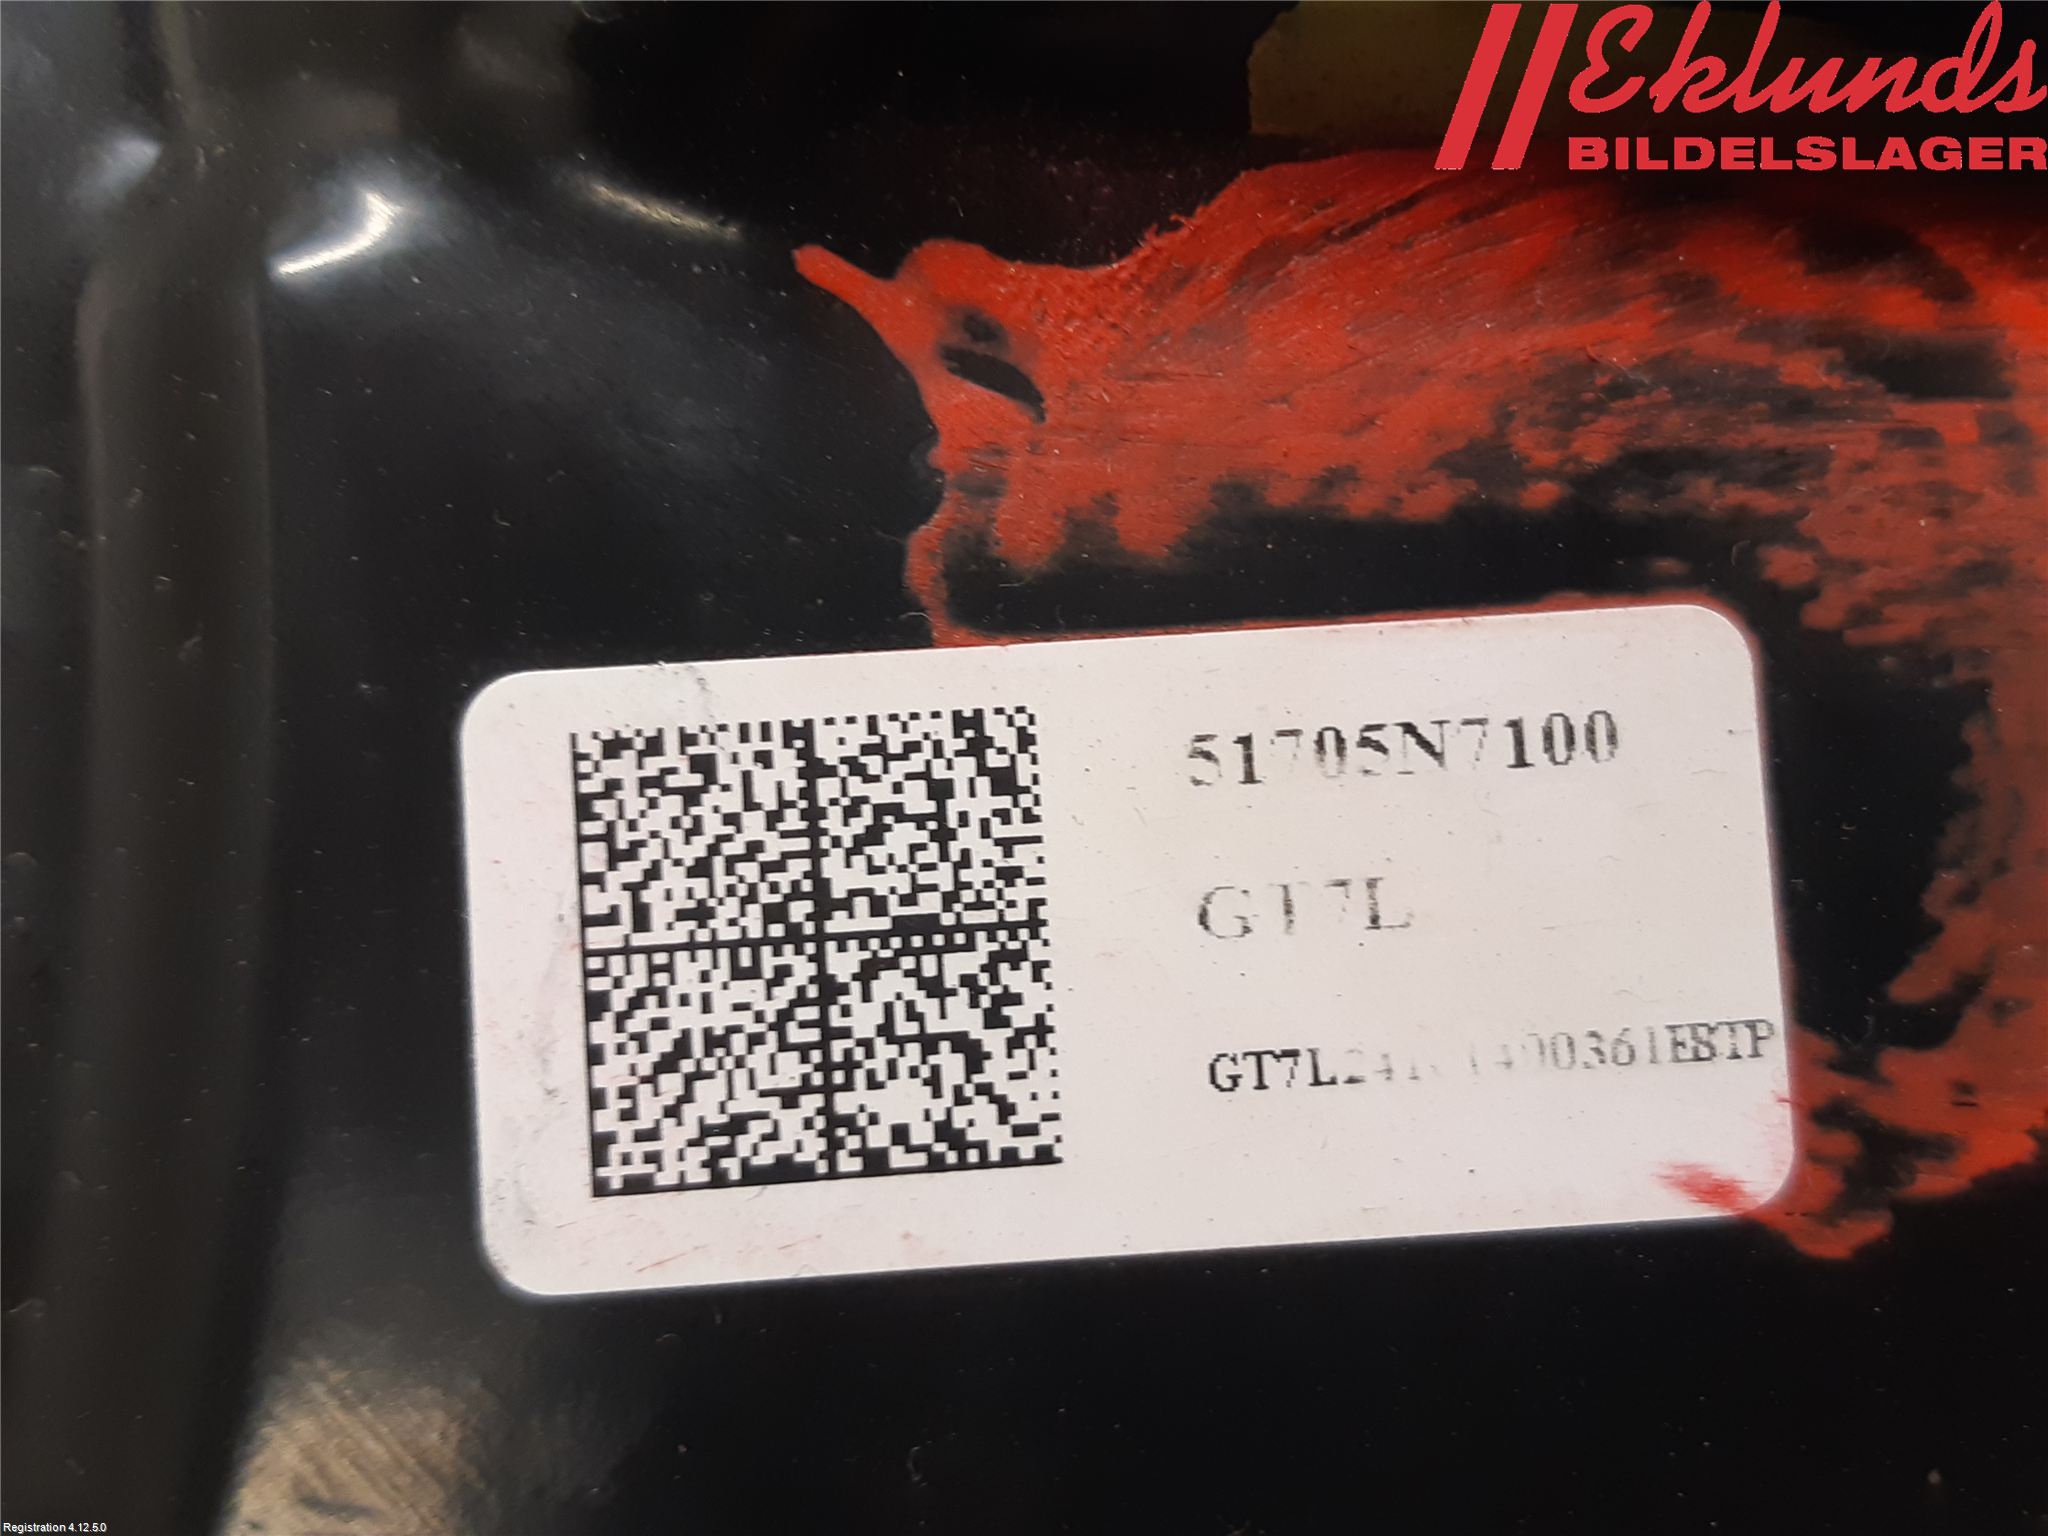 Eklunds
BILDELSLAGER
51705N7100
GT7L
Registration 4.12.5.0